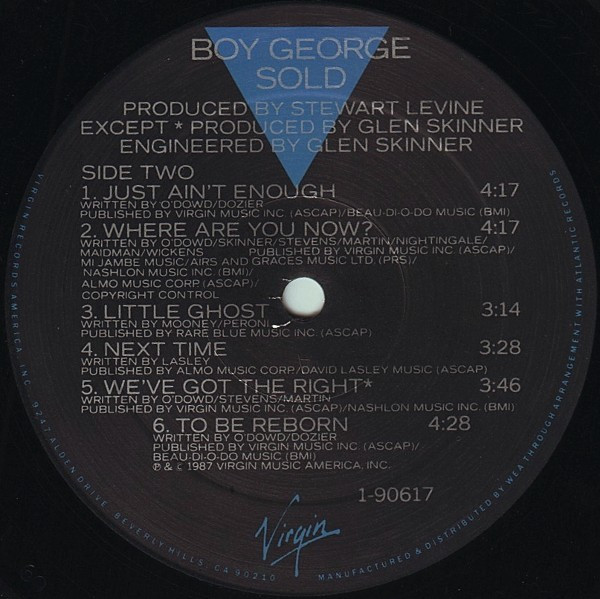 BOY GEORGE
SOLD
PRODUCED BY STEWART LEVINE
EXCEPT * PRODUCED BY GLEN SKINNER
ENGINEERED BY GLEN SKINNER
SIDE TWO
1. JUST AIN'T ENOUGH 4:17
WRITTEN BY O'DOWD/DOZIER
PUBLISHED BY VIRGIN MUSIC INC. (ASCAP)/BEAU-DI-O-DO MUSIC (BMI)
2. WHERE ARE YOU NOW? 4:17
WRITTEN BY O'DOWD/SKINNER/STEVENS/MARTIN/NIGHTINGALE/
MAIDMAN/WICKENS PUBLISHED BY VIRGIN MUSIC INC. (ASCAP)/
MI JAMBE MUSIC/AIRS AND GRACES MUSIC LTD. (PRS)/
NASHLON MUSIC INC. (BMI)/
ALMO MUSIC CORP (ASCAP)/
COPYRIGHT CONTROL
3. LITTLE GHOST 3:14
WRITTEN BY MOONEY/PERONI
PUBLISHED BY RARE BLUE MUSIC INC. (ASCAP)
4. NEXT TIME 3:28
WRITTEN BY LASLEY
PUBLISHED BY ALMO MUSIC CORP/DAVID LASLEY MUSIC (ASCAP)
5. WE'VE GOT THE RIGHT* 3:46
WRITTEN BY O'DOWD/STEVENS/MARTIN
PUBLISHED BY VIRGIN MUSIC INC. (ASCAP)/NASHLON MUSIC INC. (BMI)
6. TO BE REBORN 4:28
WRITTEN BY O'DOWD/DOZIER
PUBLISHED BY VIRGIN MUSIC INC. (ASCAP)/
BEAU-DI-O-DO MUSIC (BMI)
℗ & © 1987 VIRGIN MUSIC AMERICA, INC.
1-90617
Virgin
VIRGIN RECORDS AMERICA, INC. 9247 ALDEN DRIVE, BEVERLY HILLS, CA 90210
MANUFACTURED & DISTRIBUTED BY WEA THROUGH ARRANGEMENT WITH ATLANTIC RECORDS